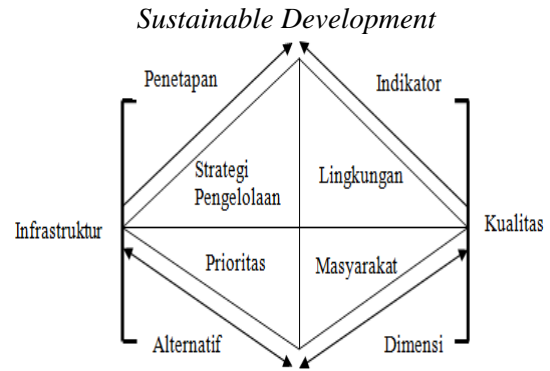 Sustainable Development
Penetapan
Indikator
Strategi
Pengelolaan
Lingkungan
Infrastruktur
Kualitas
Prioritas
Masyarakat
Alternatif
Dimensi